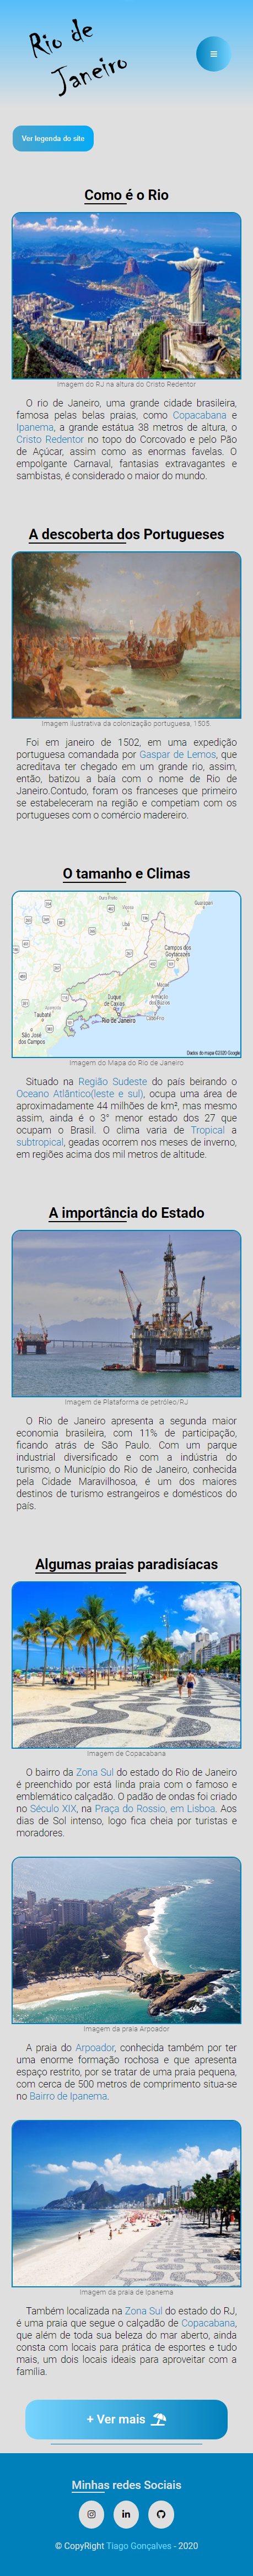 Rio de
Janeiro
Ver legenda do site
Como é o Rio
Imagem do RJ na altura do Cristo Redentor
O rio de Janeiro, uma grande cidade brasileira,
famosa pelas belas praias, como Copacabana e
Ipanema, a grande estátua 38 metros de altura, o
Cristo Redentor no topo do Corcovado e pelo Pão
de Açúcar, assim como as enormes favelas. O
empolgante Carnaval, fantasias extravagantes e
sambistas, é considerado o maior do mundo.
A descoberta dos Portugueses
Imagem ilustrativa da colonização portuguesa, 1505.
Foi em janeiro de 1502, em uma expedição
portuguesa comandada por Gaspar de Lemos, que
acreditava ter chegado em um grande rio, assim,
então, batizou a baía com o nome de Rio de
Janeiro.Contudo, foram os franceses que primeiro
se estabeleceram na região e competiam com os
portugueses com o comércio madereiro.
O tamanho e Climas
Guarapari
Viçosa
Ubá
Campos dos
Goytacazes
Macaé
Armação
dos Búzios
Duque
de Caxias
Cabo Frio
Rio de Janeiro
Taubaté
São José
dos Campos
Dados do mapa ©2020 Google
Imagem do Mapa do Rio de Janeiro
Situado na Região Sudeste do país beirando o
Oceano Atlântico(leste e sul), ocupa uma área de
aproximadamente 44 milhões de km², mas mesmo
assim, ainda é o 3° menor estado dos 27 que
ocupam o Brasil. O clima varia de Tropical a
subtropical, geadas ocorrem nos meses de inverno,
em regiões acima dos mil metros de altitude.
A importância do Estado
Imagem de Plataforma de petróleo/RJ
O Rio de Janeiro apresenta a segunda maior
economia brasileira, com 11% de participação,
ficando atrás de São Paulo. Com um parque
industrial diversificado e com a indústria do
turismo, o Município do Rio de Janeiro, conhecida
pela Cidade Maravilhosoa, é um dos maiores
destinos de turismo estrangeiros e domésticos do
país.
Algumas praias paradisíacas
Imagem de Copacabana
O bairro da Zona Sul do estado do Rio de Janeiro
é preenchido por está linda praia com o famoso e
emblemático calçadão. O padão de ondas foi criado
no Século XIX, na Praça do Rossio, em Lisboa. Aos
dias de Sol intenso, logo fica cheia por turistas e
moradores.
Imagem da praia Arpoador
A praia do Arpoador, conhecida também por ter
uma enorme formação rochosa e que apresenta
espaço restrito, por se tratar de uma praia pequena,
com cerca de 500 metros de comprimento situa-se
no Bairro de Ipanema.
Imagem da praia de Ipanema
Também localizada na Zona Sul do estado do RJ,
é uma praia que segue o calçadão de Copacabana,
que além de toda sua beleza do mar aberto, ainda
consta com locais para prática de esportes e tudo
mais, um dois locais ideais para aproveitar com a
família.
+ Ver mais
Minhas redes Sociais
© CopyRight Tiago Gonçalves - 2020